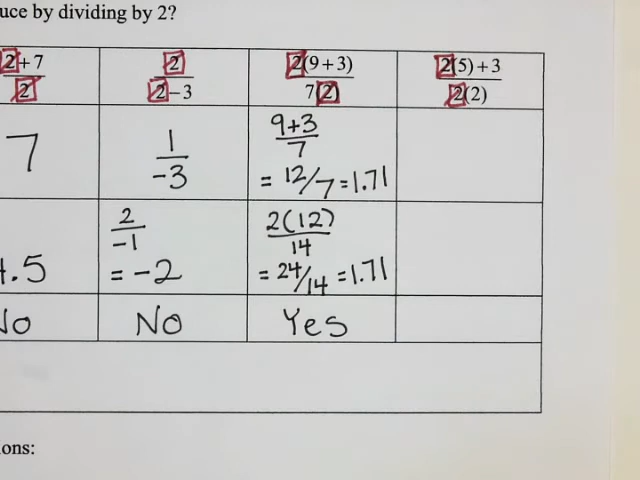 uce by dividing by 2?
2+7
2
2
2−3
2(9+3)
7(2)
2(5)+3
2(2)
7
1
-3
9+3
7
= 12/7 = 1.71
4.5
2
-1
= -2
2(12)
14
= 24/14 = 1.71
No
No
Yes
ons: